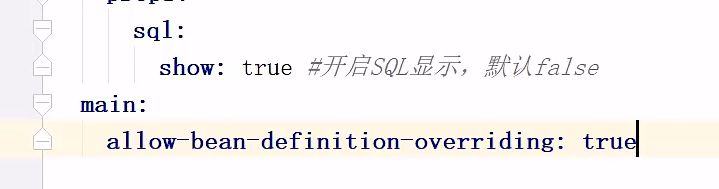 sql:
show: true #开启SQL显示，默认false
main:
allow-bean-definition-overriding: true